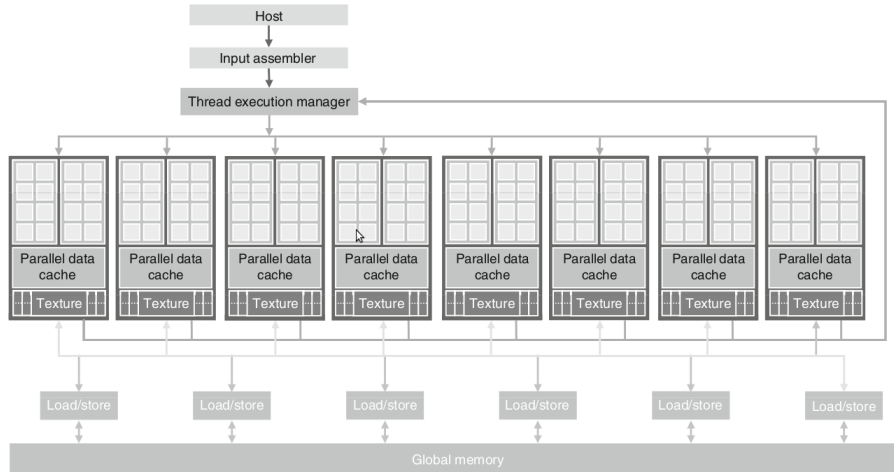 Host
Input assembler
Thread execution manager
Parallel data
cache
Parallel data
cache
Parallel data
cache
Parallel data
cache
Parallel data
cache
Parallel data
cache
Parallel data
cache
Parallel data
cache
Texture
Texture
Texture
Texture
Texture
Texture
Texture
Texture
Load/store
Load/store
Load/store
Load/store
Load/store
Load/store
Global memory